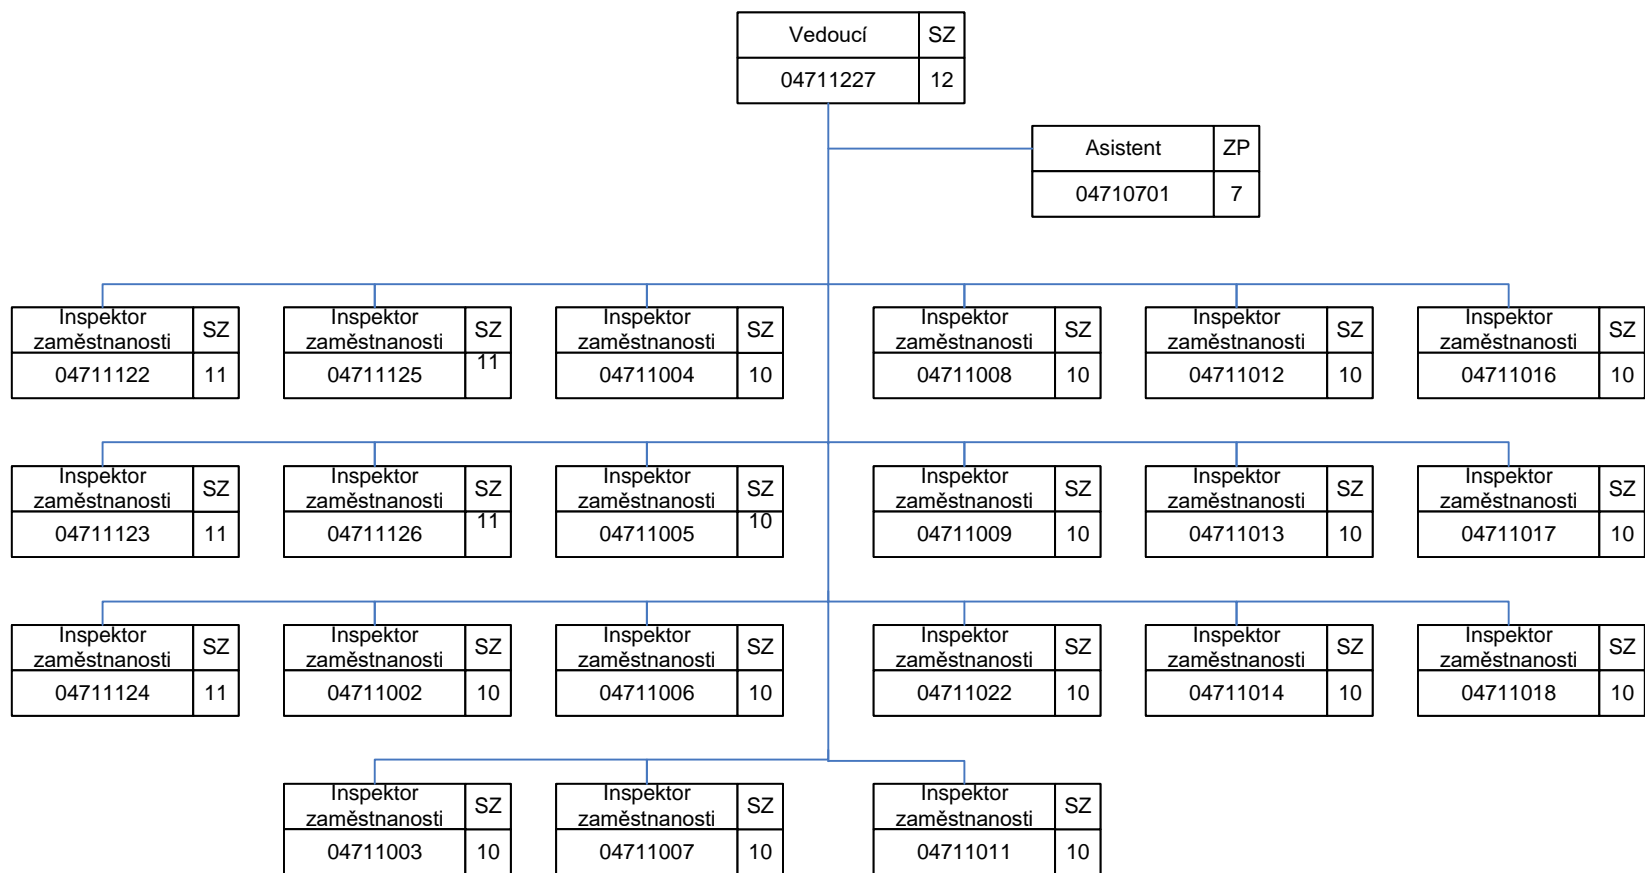 Vedoucí SZ
04711227 12
Asistent ZP
04710701 7
Inspektor zaměstnanosti SZ
04711122 11
Inspektor zaměstnanosti SZ
04711125 11
Inspektor zaměstnanosti SZ
04711004 10
Inspektor zaměstnanosti SZ
04711008 10
Inspektor zaměstnanosti SZ
04711012 10
Inspektor zaměstnanosti SZ
04711016 10
Inspektor zaměstnanosti SZ
04711123 11
Inspektor zaměstnanosti SZ
04711126 11
Inspektor zaměstnanosti SZ
04711005 10
Inspektor zaměstnanosti SZ
04711009 10
Inspektor zaměstnanosti SZ
04711013 10
Inspektor zaměstnanosti SZ
04711017 10
Inspektor zaměstnanosti SZ
04711124 11
Inspektor zaměstnanosti SZ
04711002 10
Inspektor zaměstnanosti SZ
04711006 10
Inspektor zaměstnanosti SZ
04711022 10
Inspektor zaměstnanosti SZ
04711014 10
Inspektor zaměstnanosti SZ
04711018 10
Inspektor zaměstnanosti SZ
04711003 10
Inspektor zaměstnanosti SZ
04711007 10
Inspektor zaměstnanosti SZ
04711011 10